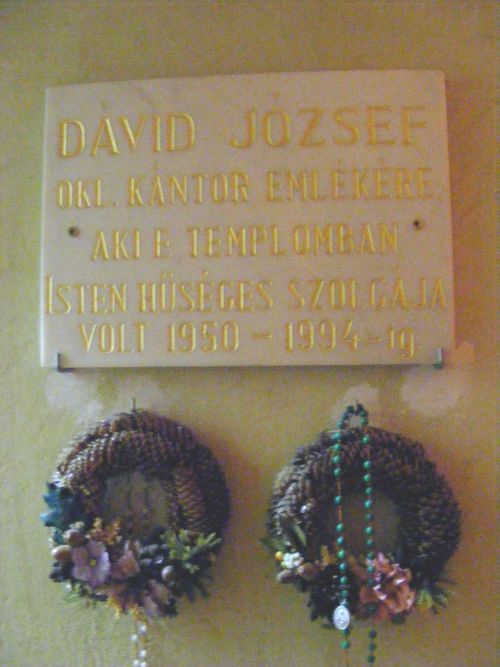 DÁVID JÓZSEF
OKL. KÁNTOR EMLÉKÉRE,
AKI E TEMPLOMBAN
ISTEN HŰSÉGES SZOLGÁJA
VOLT 1950 - 1994-ig.